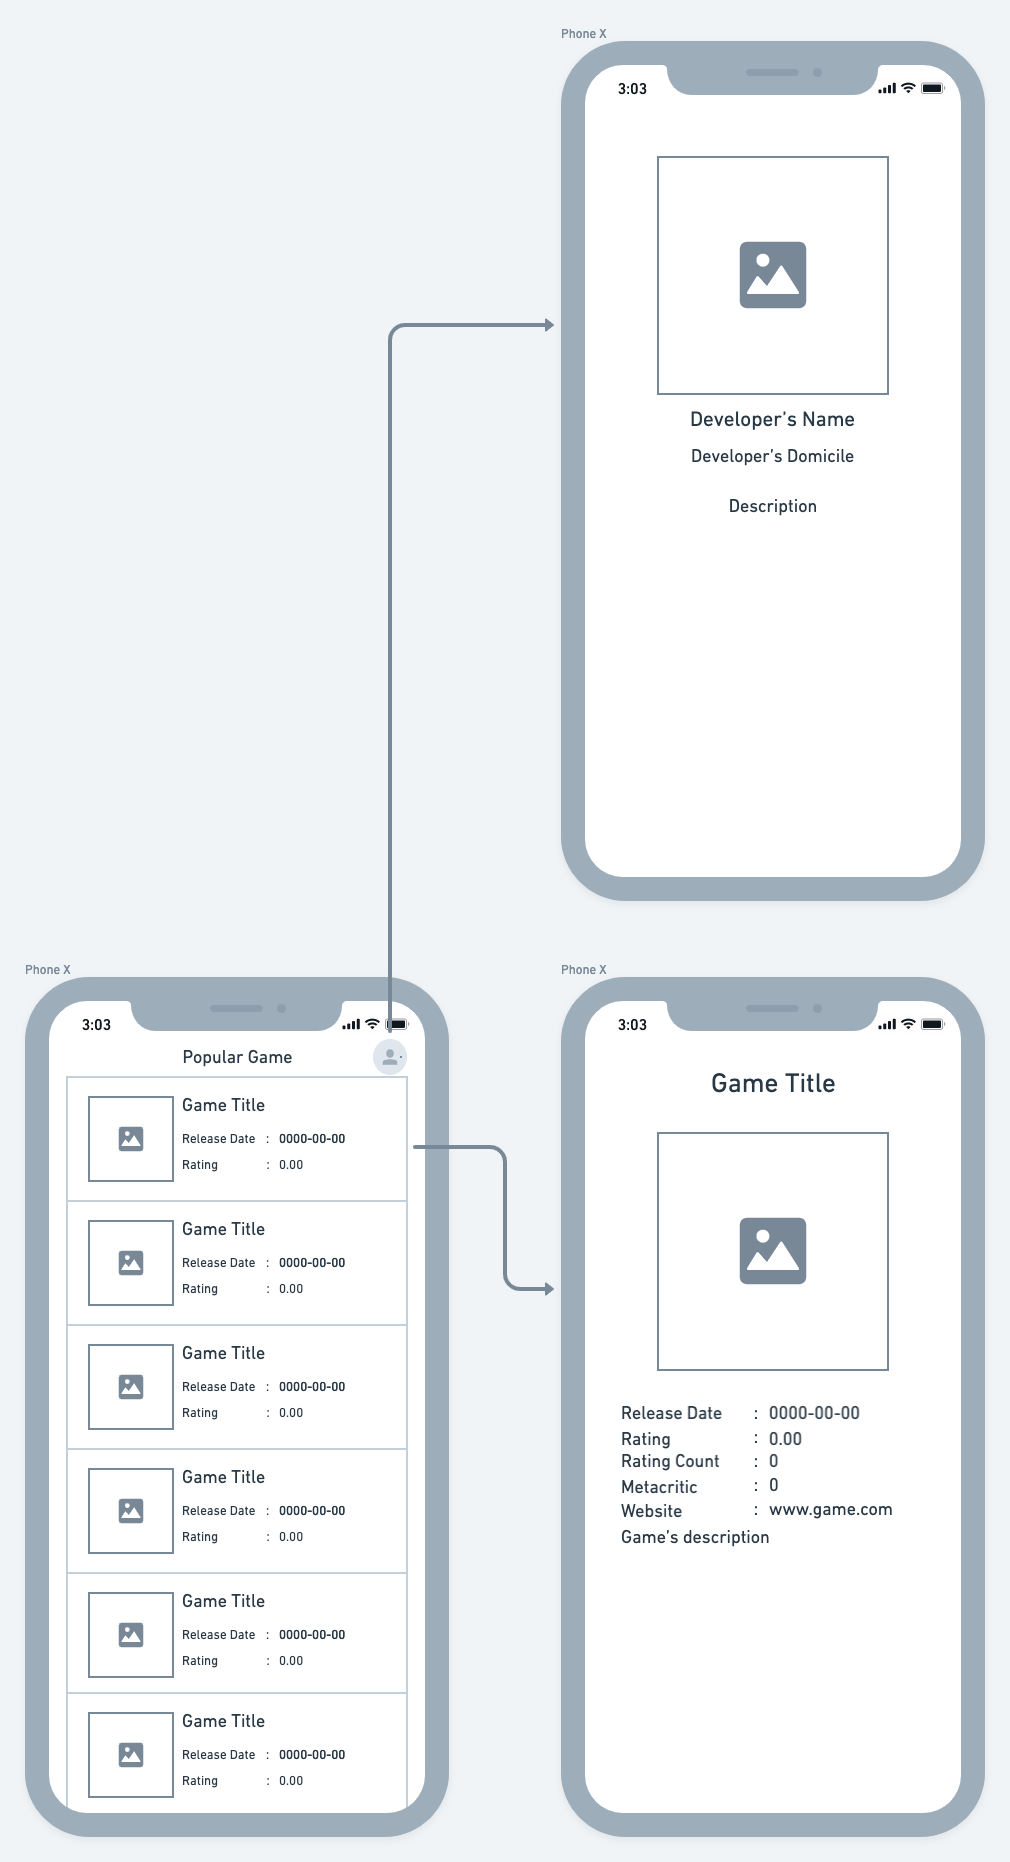 Phone X
3:03
Developer's Name
Developer's Domicile
Description
Phone X
3:03
Popular Game
Game Title
Release Date : 0000-00-00
Rating : 0.00
Game Title
Release Date : 0000-00-00
Rating : 0.00
Game Title
Release Date : 0000-00-00
Rating : 0.00
Game Title
Release Date : 0000-00-00
Rating : 0.00
Game Title
Release Date : 0000-00-00
Rating : 0.00
Game Title
Release Date : 0000-00-00
Rating : 0.00
Phone X
3:03
Game Title
Release Date : 0000-00-00
Rating : 0.00
Rating Count : 0
Metacritic : 0
Website : www.game.com
Game's description